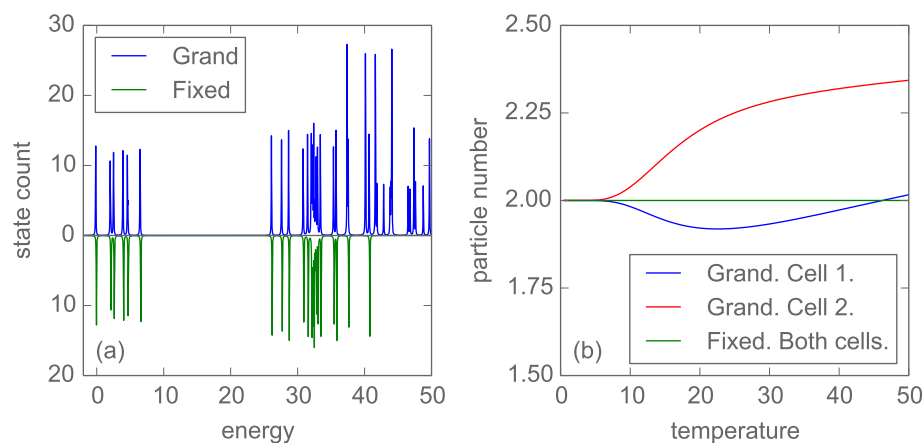 30
20
10
0
10
20
state count
Grand
Fixed
(a)
0 10 20 30 40 50
energy
2.50
2.25
2.00
1.75
1.50
particle number
Grand. Cell 1.
Grand. Cell 2.
Fixed. Both cells.
(b)
0 10 20 30 40 50
temperature